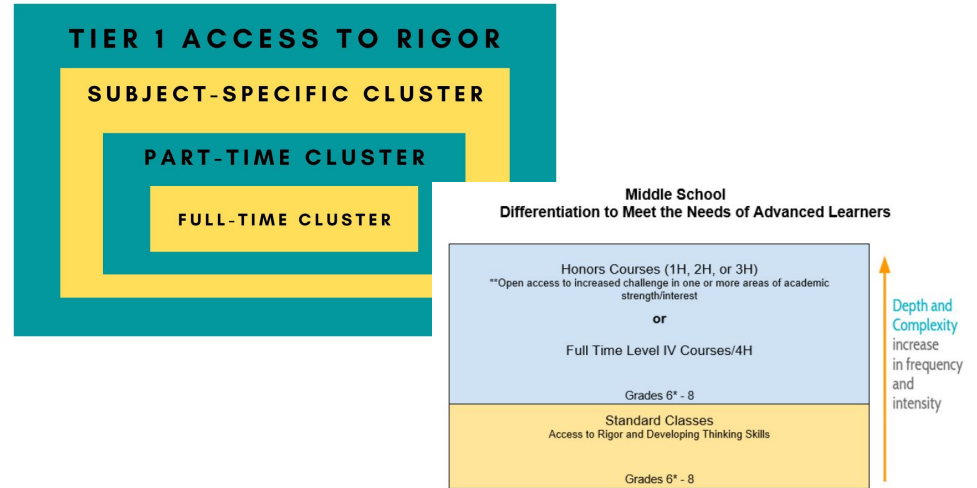 TIER 1 ACCESS TO RIGOR
SUBJECT-SPECIFIC CLUSTER
PART-TIME CLUSTER
FULL-TIME CLUSTER
Middle School
Differentiation to Meet the Needs of Advanced Learners
Honors Courses (1H, 2H, or 3H)
**Open access to increased challenge in one or more areas of academic
strength/interest
or
Full Time Level IV Courses/4H
Grades 6* - 8
Standard Classes
Access to Rigor and Developing Thinking Skills
Grades 6* - 8
Depth and
Complexity
increase
in frequency
and
intensity